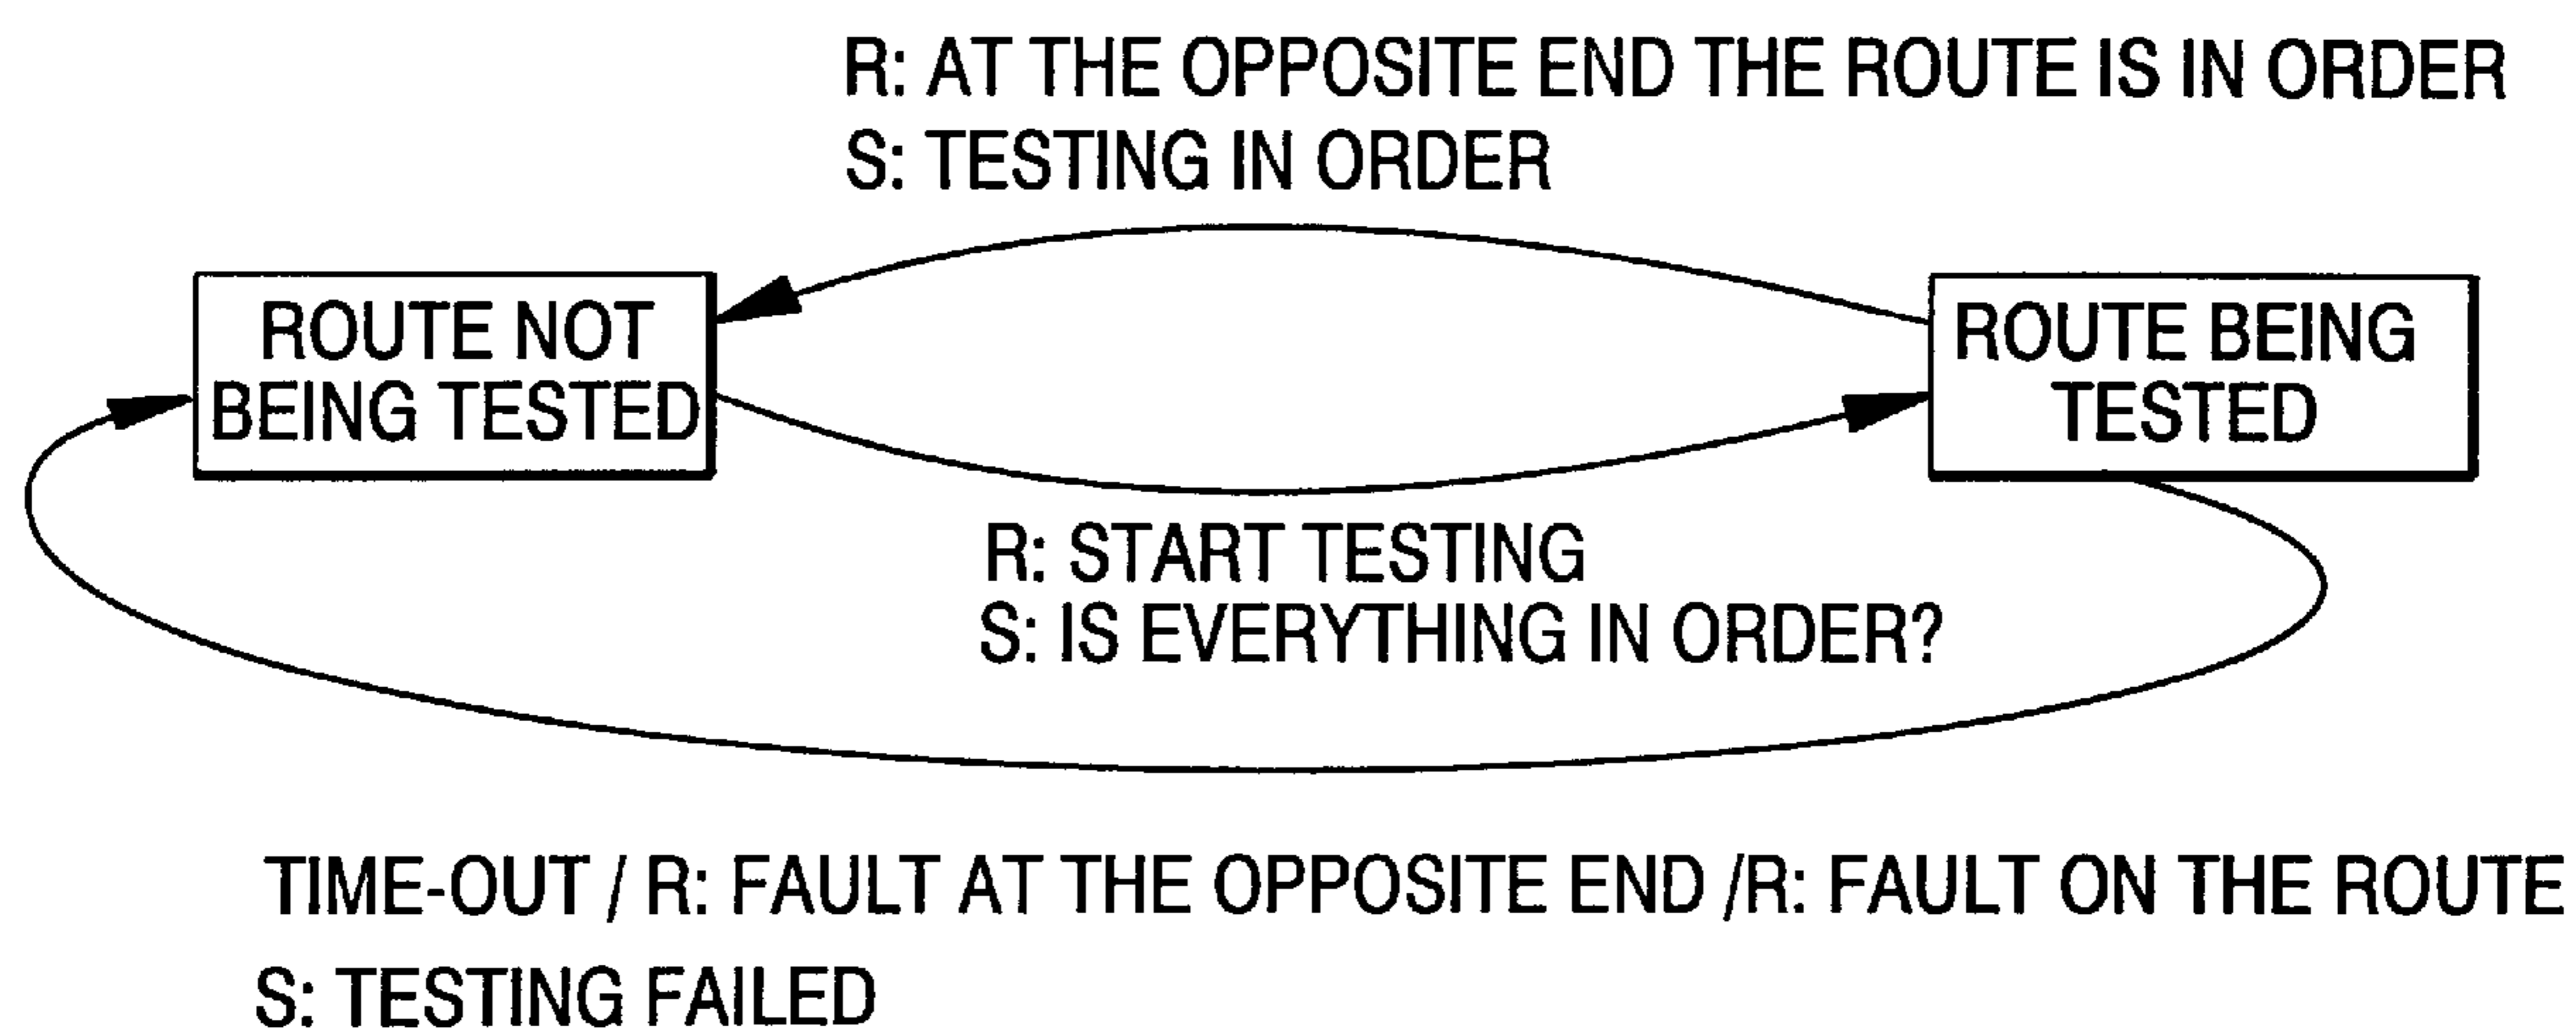 R: AT THE OPPOSITE END THE ROUTE IS IN ORDER
S: TESTING IN ORDER
ROUTE NOT
BEING TESTED
ROUTE BEING
TESTED
R: START TESTING
S: IS EVERYTHING IN ORDER?
TIME-OUT / R: FAULT AT THE OPPOSITE END /R: FAULT ON THE ROUTE
S: TESTING FAILED